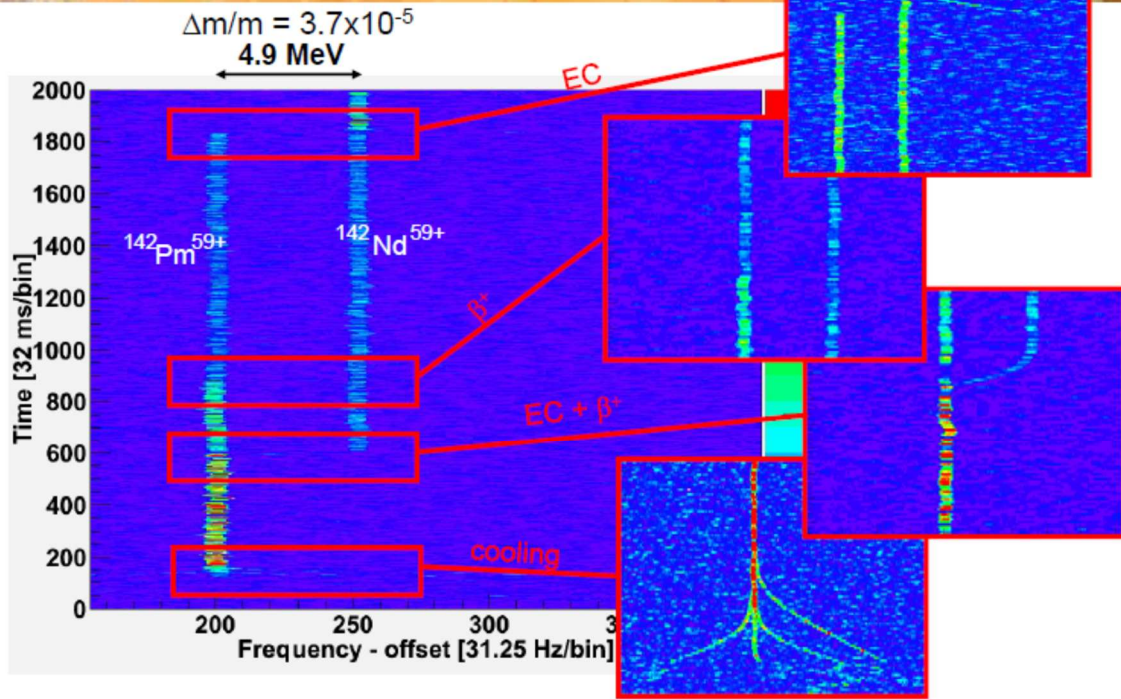 Δm/m = 3.7x10⁻⁵
4.9 MeV
EC
2000
1800
1600
1400
1200
1000
800
600
400
200
0
Time [32 ms/bin]
¹⁴²Pm⁵⁹⁺
¹⁴²Nd⁵⁹⁺
β⁺
EC + β⁺
cooling
200 250 300 3
Frequency - offset [31.25 Hz/bin]